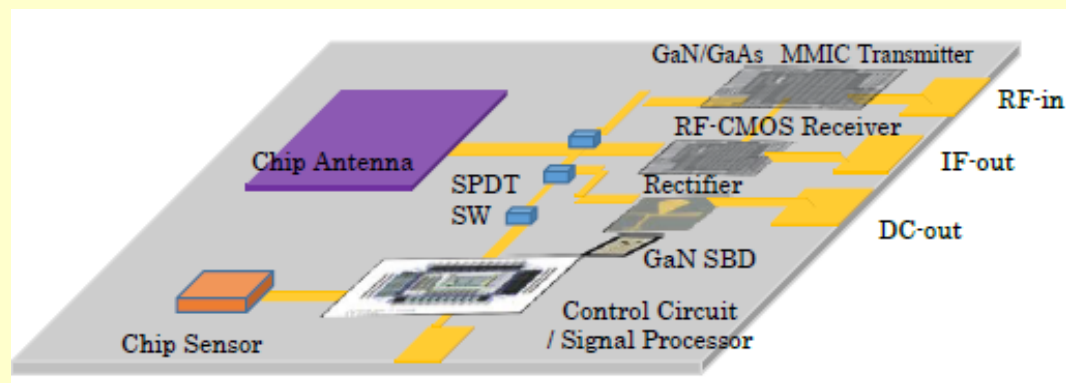 GaN/GaAs MMIC Transmitter
RF-in
RF-CMOS Receiver
IF-out
Chip Antenna
SPDT
SW
Rectifier
DC-out
GaN SBD
Control Circuit
/ Signal Processor
Chip Sensor